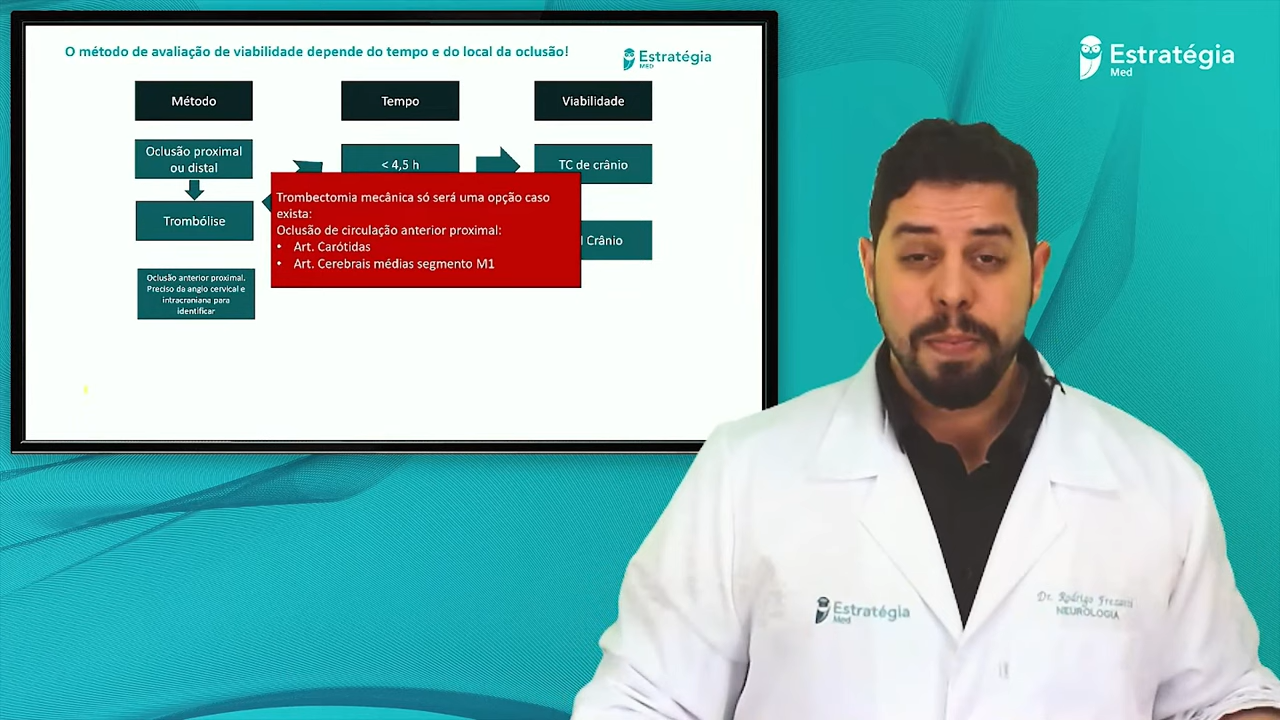 O método de avaliação de viabilidade depende do tempo e do local da oclusão!
Estratégia
MED
Método
Tempo
Viabilidade
Oclusão proximal
ou distal
< 4,5 h
TC de crânio
Trombólise
Trombectomia mecânica só será uma opção caso
exista:
Oclusão de circulação anterior proximal:
• Art. Carótidas
• Art. Cerebrais médias segmento M1
Crânio
Oclusão anterior proximal.
Preciso da angio cervical e
intracraniana para
identificar
Estratégia
Med
Estratégia
Med
Dr. Rodrigo
NEUROLOGIA